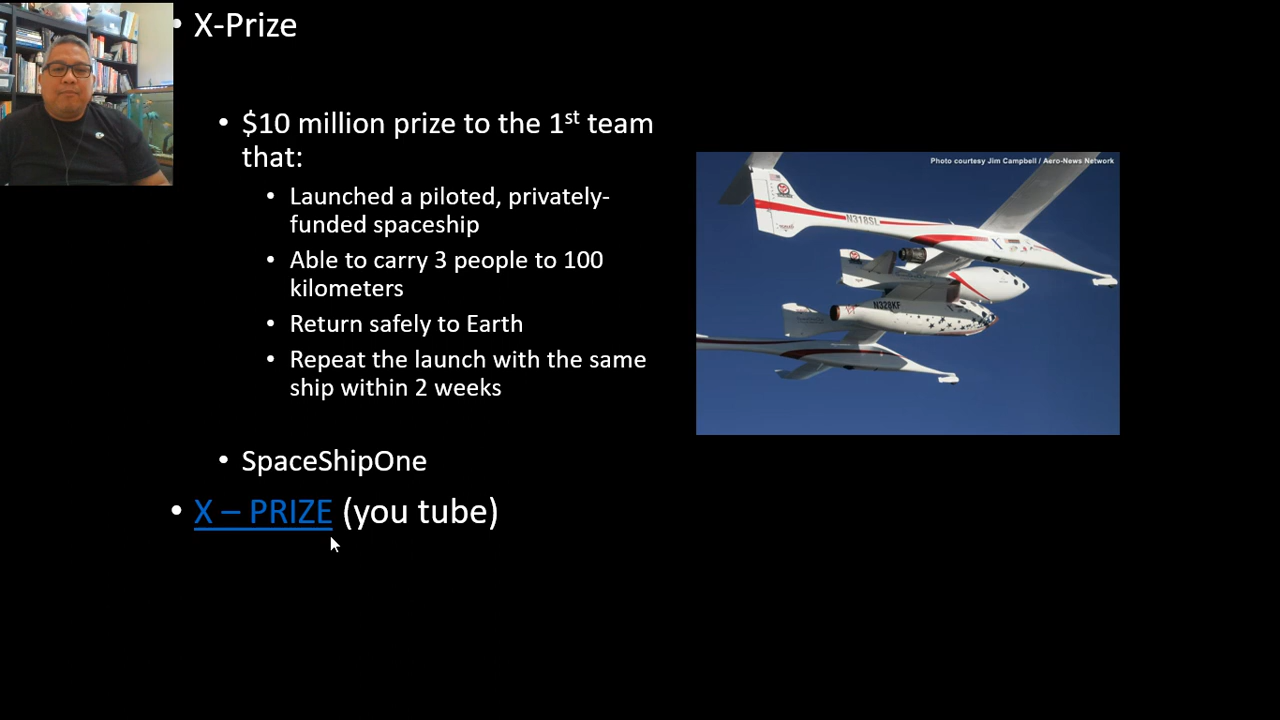 X-Prize
$10 million prize to the 1st team
that:
Launched a piloted, privately-
funded spaceship
Able to carry 3 people to 100
kilometers
Return safely to Earth
Repeat the launch with the same
ship within 2 weeks
SpaceShipOne
X – PRIZE (you tube)
Photo courtesy Jim Campbell / Aero-News Network
N318SL
N328KF